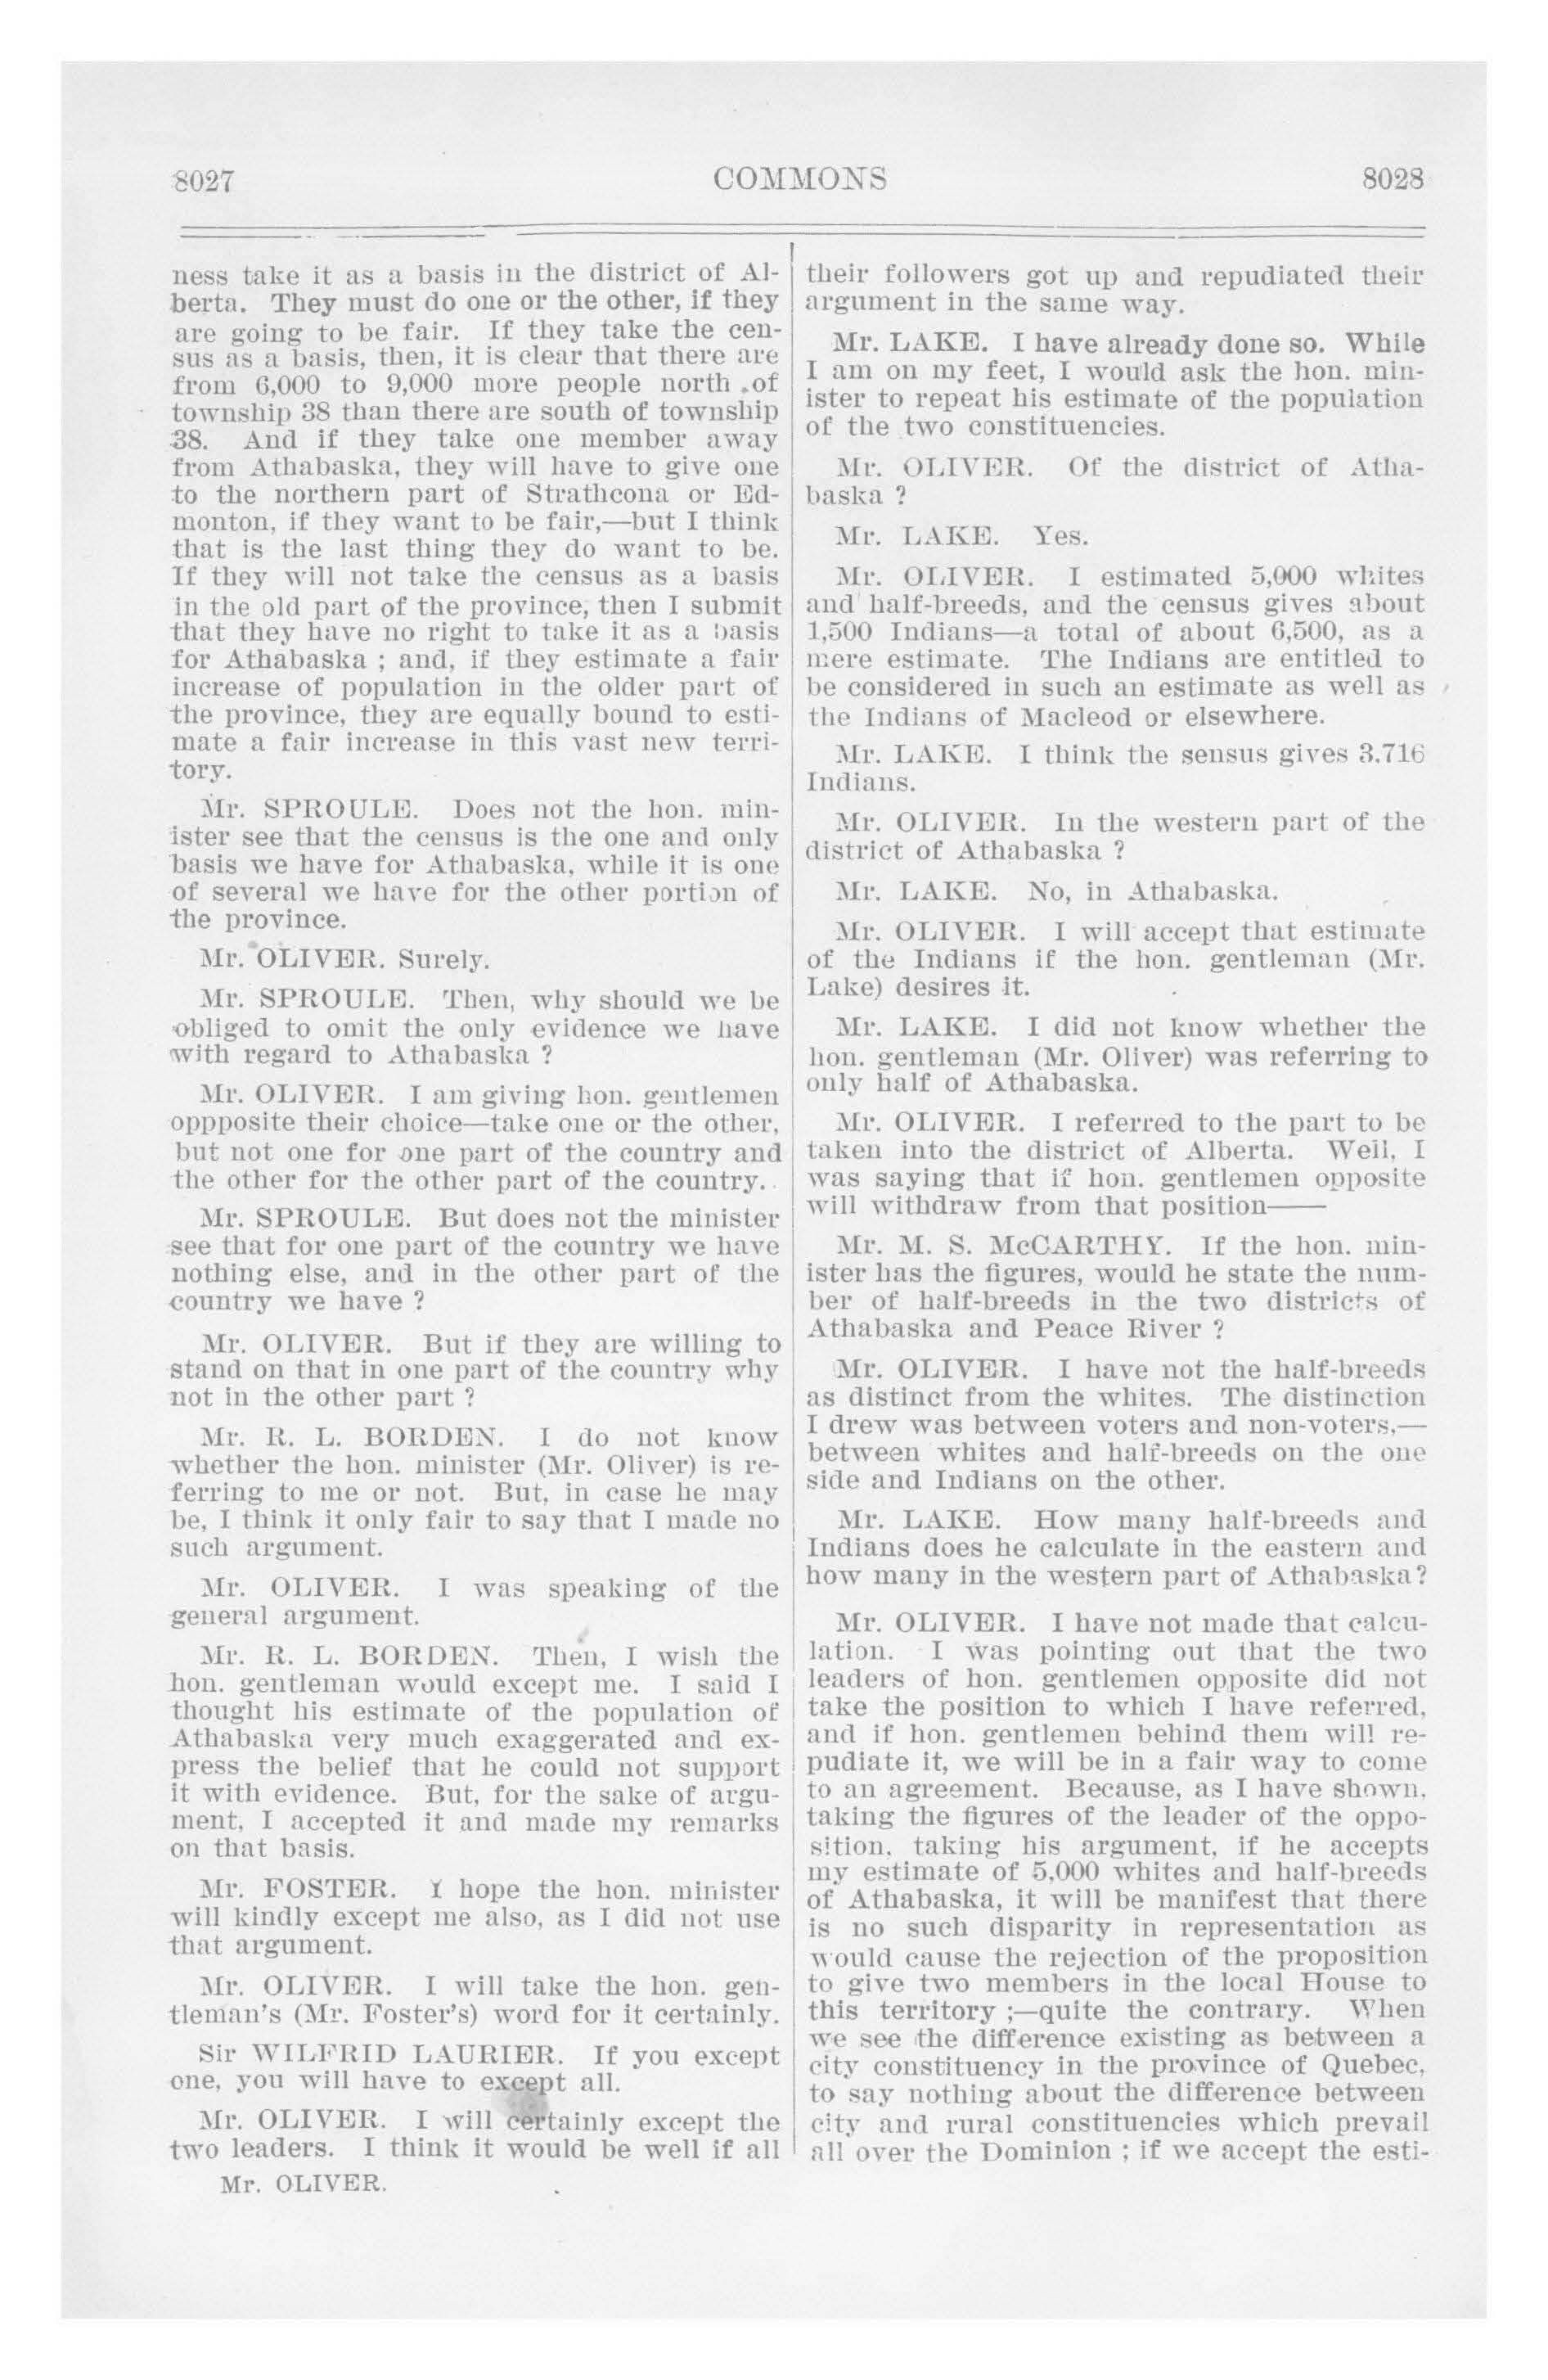 8027
COMMONS
8028
ness take it as a basis in the district of Al-
berta. They must do one or the other, if they
are going to be fair. If they take the cen-
sus as a basis, then, it is clear that there are
from 6,000 to 9,000 more people north of
township 38 than there are south of township
38. And if they take one member away
from Athabaska, they will have to give one
to the northern part of Strathcona or Ed-
monton, if they want to be fair,—but I think
that is the last thing they do want to be.
If they will not take the census as a basis
in the old part of the province, then I submit
that they have no right to take it as a basis
for Athabaska ; and, if they estimate a fair
increase of population in the older part of
the province, they are equally bound to esti-
mate a fair increase in this vast new terri-
tory.
Mr. SPROULE. Does not the hon. min-
ister see that the census is the one and only
basis we have for Athabaska, while it is one
of several we have for the other portion of
the province.
Mr. OLIVER. Surely.
Mr. SPROULE. Then, why should we be
obliged to omit the only evidence we have
with regard to Athabaska ?
Mr. OLIVER. I am giving hon. gentlemen
oppposite their choice—take one or the other,
but not one for one part of the country and
the other for the other part of the country.
Mr. SPROULE. But does not the minister
see that for one part of the country we have
nothing else, and in the other part of the
country we have ?
Mr. OLIVER. But if they are willing to
stand on that in one part of the country why
not in the other part ?
Mr. R. L. BORDEN. I do not know
whether the hon. minister (Mr. Oliver) is re-
ferring to me or not. But, in case he may
be, I think it only fair to say that I made no
such argument.
Mr. OLIVER. I was speaking of the
general argument.
Mr. R. L. BORDEN. Then, I wish the
hon. gentleman would except me. I said I
thought his estimate of the population of
Athabaska very much exaggerated and ex-
press the belief that he could not support
it with evidence. But, for the sake of argu-
ment, I accepted it and made my remarks
on that basis.
Mr. FOSTER. I hope the hon. minister
will kindly except me also, as I did not use
that argument.
Mr. OLIVER. I will take the hon. gen-
tleman's (Mr. Foster's) word for it certainly.
Sir WILFRID LAURIER. If you except
one, you will have to except all.
Mr. OLIVER. I will certainly except the
two leaders. I think it would be well if all
Mr. OLIVER.
their followers got up and repudiated their
argument in the same way.
Mr. LAKE. I have already done so. While
I am on my feet, I would ask the hon. min-
ister to repeat his estimate of the population
of the two constituencies.
Mr. OLIVER. Of the district of Atha-
baska ?
Mr. LAKE. Yes.
Mr. OLIVER. I estimated 5,000 whites
and half-breeds, and the census gives about
1,500 Indians—a total of about 6,500, as a
mere estimate. The Indians are entitled to
be considered in such an estimate as well as
the Indians of Macleod or elsewhere.
Mr. LAKE. I think the sensus gives 3,716
Indians.
Mr. OLIVER. In the western part of the
district of Athabaska ?
Mr. LAKE. No, in Athabaska.
Mr. OLIVER. I will accept that estimate
of the Indians if the hon. gentleman (Mr.
Lake) desires it.
Mr. LAKE. I did not know whether the
hon. gentleman (Mr. Oliver) was referring to
only half of Athabaska.
Mr. OLIVER. I referred to the part to be
taken into the district of Alberta. Well, I
was saying that if hon. gentlemen opposite
will withdraw from that position——
Mr. M. S. McCARTHY. If the hon. min-
ister has the figures, would he state the num-
ber of half-breeds in the two districts of
Athabaska and Peace River ?
Mr. OLIVER. I have not the half-breeds
as distinct from the whites. The distinction
I drew was between voters and non-voters,—
between whites and half-breeds on the one
side and Indians on the other.
Mr. LAKE. How many half-breeds and
Indians does he calculate in the eastern and
how many in the western part of Athabaska?
Mr. OLIVER. I have not made that calcu-
lation. I was pointing out that the two
leaders of hon. gentlemen opposite did not
take the position to which I have referred,
and if hon. gentlemen behind them will re-
pudiate it, we will be in a fair way to come
to an agreement. Because, as I have shown,
taking the figures of the leader of the oppo-
sition, taking his argument, if he accepts
my estimate of 5,000 whites and half-breeds
of Athabaska, it will be manifest that there
is no such disparity in representation as
would cause the rejection of the proposition
to give two members in the local House to
this territory ;—quite the contrary. When
we see the difference existing as between a
city constituency in the province of Quebec,
to say nothing about the difference between
city and rural constituencies which prevail
all over the Dominion ; if we accept the esti-